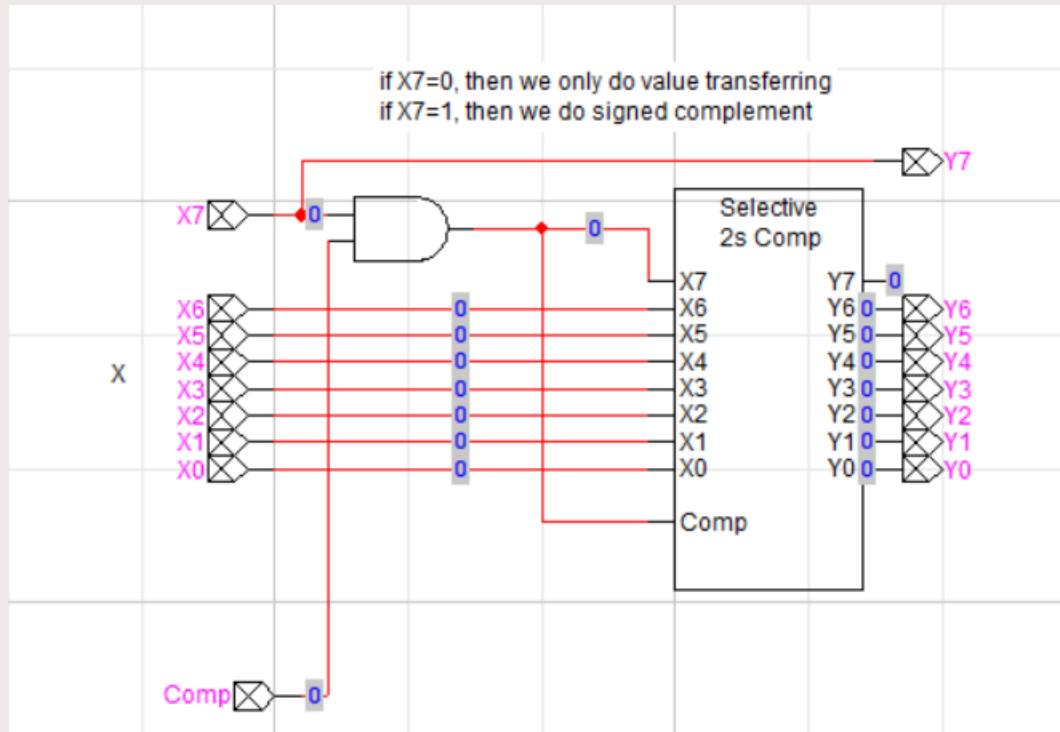 if X7=0, then we only do value transferring
if X7=1, then we do signed complement
Y7
X7 0 0
Selective
2s Comp
X7 Y7 0
X6 0 X6 Y6 0 Y6
X5 0 X5 Y5 0 Y5
X4 0 X4 Y4 0 Y4
X
X3 0 X3 Y3 0 Y3
X2 0 X2 Y2 0 Y2
X1 0 X1 Y1 0 Y1
X0 0 X0 Y0 0 Y0
Comp
Comp 0